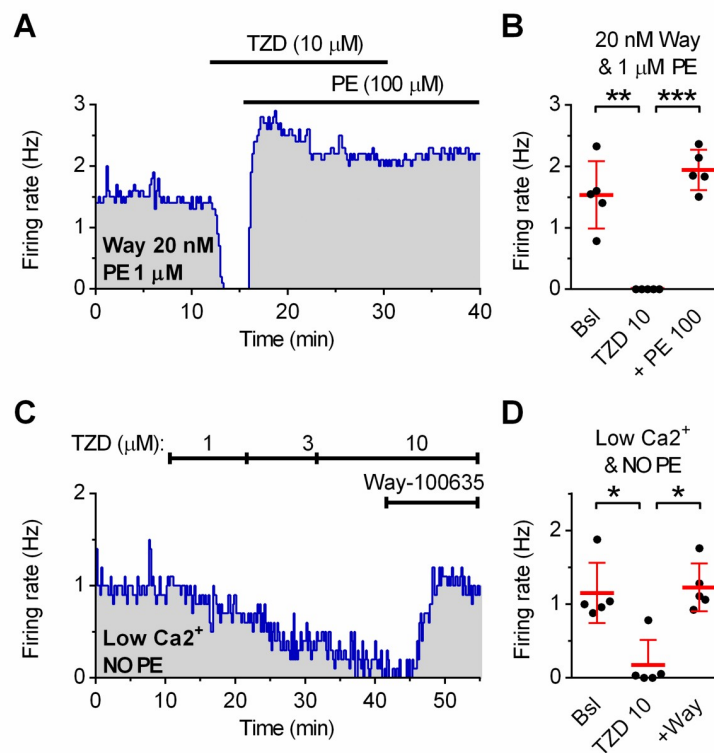 A
TZD (10 μM)
PE (100 μM)
3
2
1
0
Firing rate (Hz)
Way 20 nM
PE 1 μM
0 10 20 30 40
Time (min)
B
20 nM Way
& 1 μM PE
** ***
3
2
1
0
Firing rate (Hz)
Bsl TZD 10 + PE 100
C
TZD (μM): 1 3 10
Way-100635
2
1
0
Firing rate (Hz)
Low Ca2+
NO PE
0 10 20 30 40 50
Time (min)
D
Low Ca2+
& NO PE
* *
2
1
0
Firing rate (Hz)
Bsl TZD 10 +Way